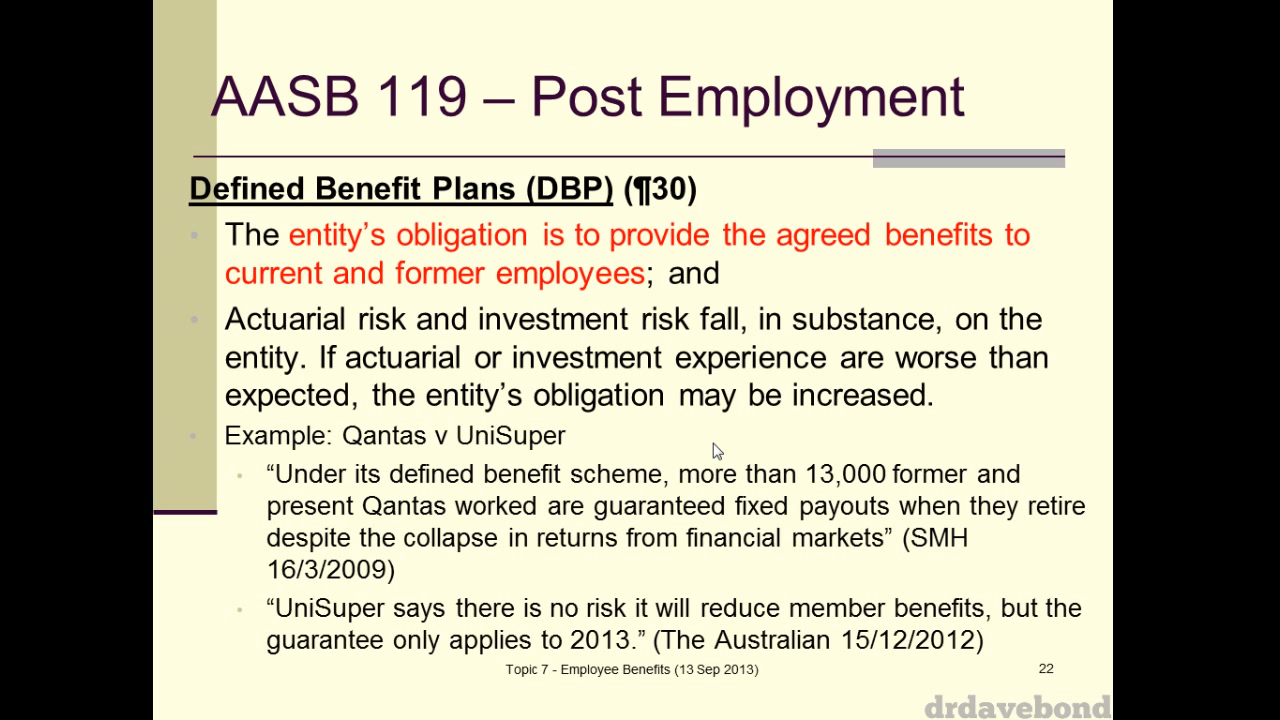 AASB 119 – Post Employment
Defined Benefit Plans (DBP) (¶30)
• The entity’s obligation is to provide the agreed benefits to
current and former employees; and
• Actuarial risk and investment risk fall, in substance, on the
entity. If actuarial or investment experience are worse than
expected, the entity’s obligation may be increased.
• Example: Qantas v UniSuper
• “Under its defined benefit scheme, more than 13,000 former and
present Qantas worked are guaranteed fixed payouts when they retire
despite the collapse in returns from financial markets” (SMH
16/3/2009)
• “UniSuper says there is no risk it will reduce member benefits, but the
guarantee only applies to 2013.” (The Australian 15/12/2012)
Topic 7 - Employee Benefits (13 Sep 2013)
22
drdavebond